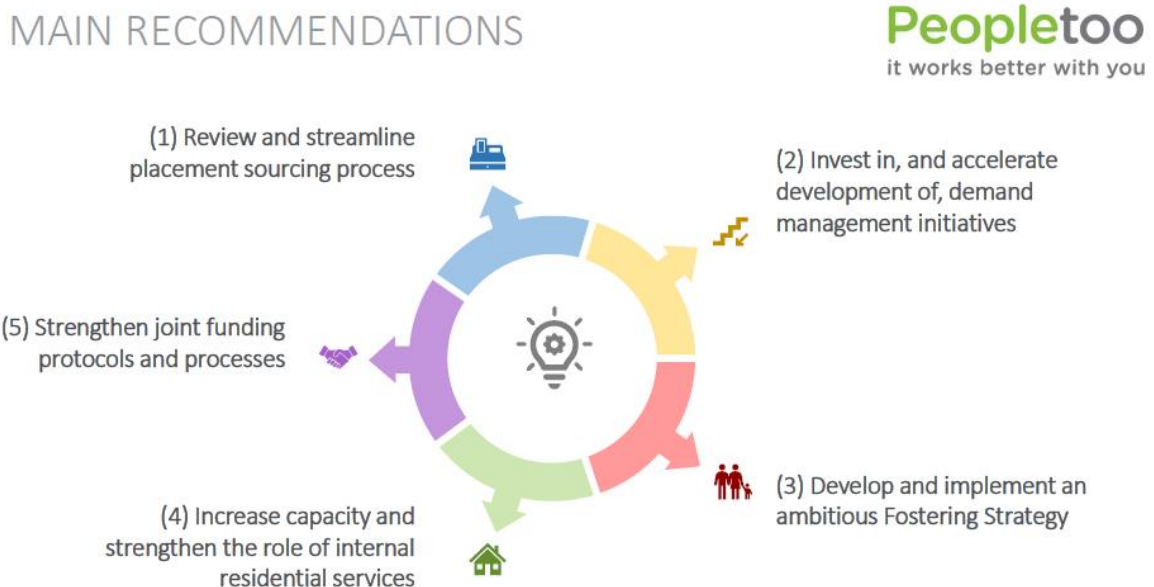 MAIN RECOMMENDATIONS
Peopletoo
it works better with you
(1) Review and streamline
placement sourcing process
(2) Invest in, and accelerate
development of, demand
management initiatives
(5) Strengthen joint funding
protocols and processes
(3) Develop and implement an
ambitious Fostering Strategy
(4) Increase capacity and
strengthen the role of internal
residential services